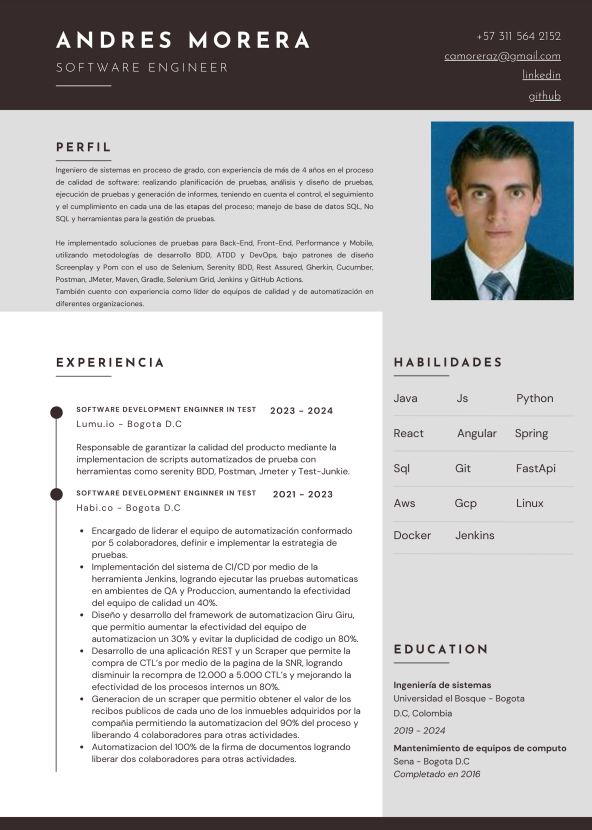 ANDRES MORERA
SOFTWARE ENGINEER
+57 311 564 2152
camoreraz@gmail.com
linkedin
github
PERFIL
Ingeniero de sistemas en proceso de grado, con experiencia de más de 4 años en el proceso
de calidad de software: realizando planificación de pruebas, análisis y diseño de pruebas,
ejecución de pruebas y generación de informes, teniendo en cuenta el control, el seguimiento
y el cumplimiento en cada una de las etapas del proceso; manejo de base de datos SQL, No
SQL y herramientas para la gestión de pruebas.
He implementado soluciones de pruebas para Back-End, Front-End, Performance y Mobile,
utilizando metodologías de desarrollo BDD, ATDD y DevOps, bajo patrones de diseño
Screenplay y Pom con el uso de Selenium, Serenity BDD, Rest Assured, Gherkin, Cucumber,
Postman, JMeter, Maven, Gradle, Selenium Grid, Jenkins y GitHub Actions.
También cuento con experiencia como líder de equipos de calidad y de automatización en
diferentes organizaciones.
EXPERIENCIA
SOFTWARE DEVELOPMENT ENGINNER IN TEST 2023 - 2024
Lumu.io - Bogota D.C
Responsable de garantizar la calidad del producto mediante la
implementacion de scripts automatizados de prueba con
herramientas como serenity BDD, Postman, Jmeter y Test-Junkie.
SOFTWARE DEVELOPMENT ENGINNER IN TEST 2021 - 2023
Habi.co - Bogota D.C
• Encargado de liderar el equipo de automatización conformado
por 5 colaboradores, definir e implementar la estrategia de
pruebas.
• Implementación del sistema de CI/CD por medio de la
herramienta Jenkins, logrando ejecutar las pruebas automaticas
en ambientes de QA y Produccion, aumentando la efectividad
del equipo de calidad un 40%.
• Diseño y desarrollo del framework de automatizacion Giru Giru,
que permitio aumentar la efectividad del equipo de
automatizacion un 30% y evitar la duplicidad de codigo un 80%.
• Desarrollo de una aplicación REST y un Scraper que permite la
compra de CTL's por medio de la pagina de la SNR, logrando
disminuir la recompra de 12.000 a 5.000 CTL's y mejorando la
efectividad de los procesos internos un 80%.
• Generacion de un scraper que permitio obtener el valor de los
recibos publicos de cada uno de los inmuebles adquiridos por la
compañia permitiendo la automatizacion del 90% del proceso y
liberando 4 colaboradores para otras actividades.
• Automatizacion del 100% de la firma de documentos logrando
liberar dos colaboradores para otras actividades.
HABILIDADES
Java Js Python
React Angular Spring
Sql Git FastApi
Aws Gcp Linux
Docker Jenkins
EDUCATION
Ingeniería de sistemas
Universidad el Bosque - Bogota
D.C, Colombia
2019 - 2024
Mantenimiento de equipos de computo
Sena - Bogota D.C
Completado en 2016